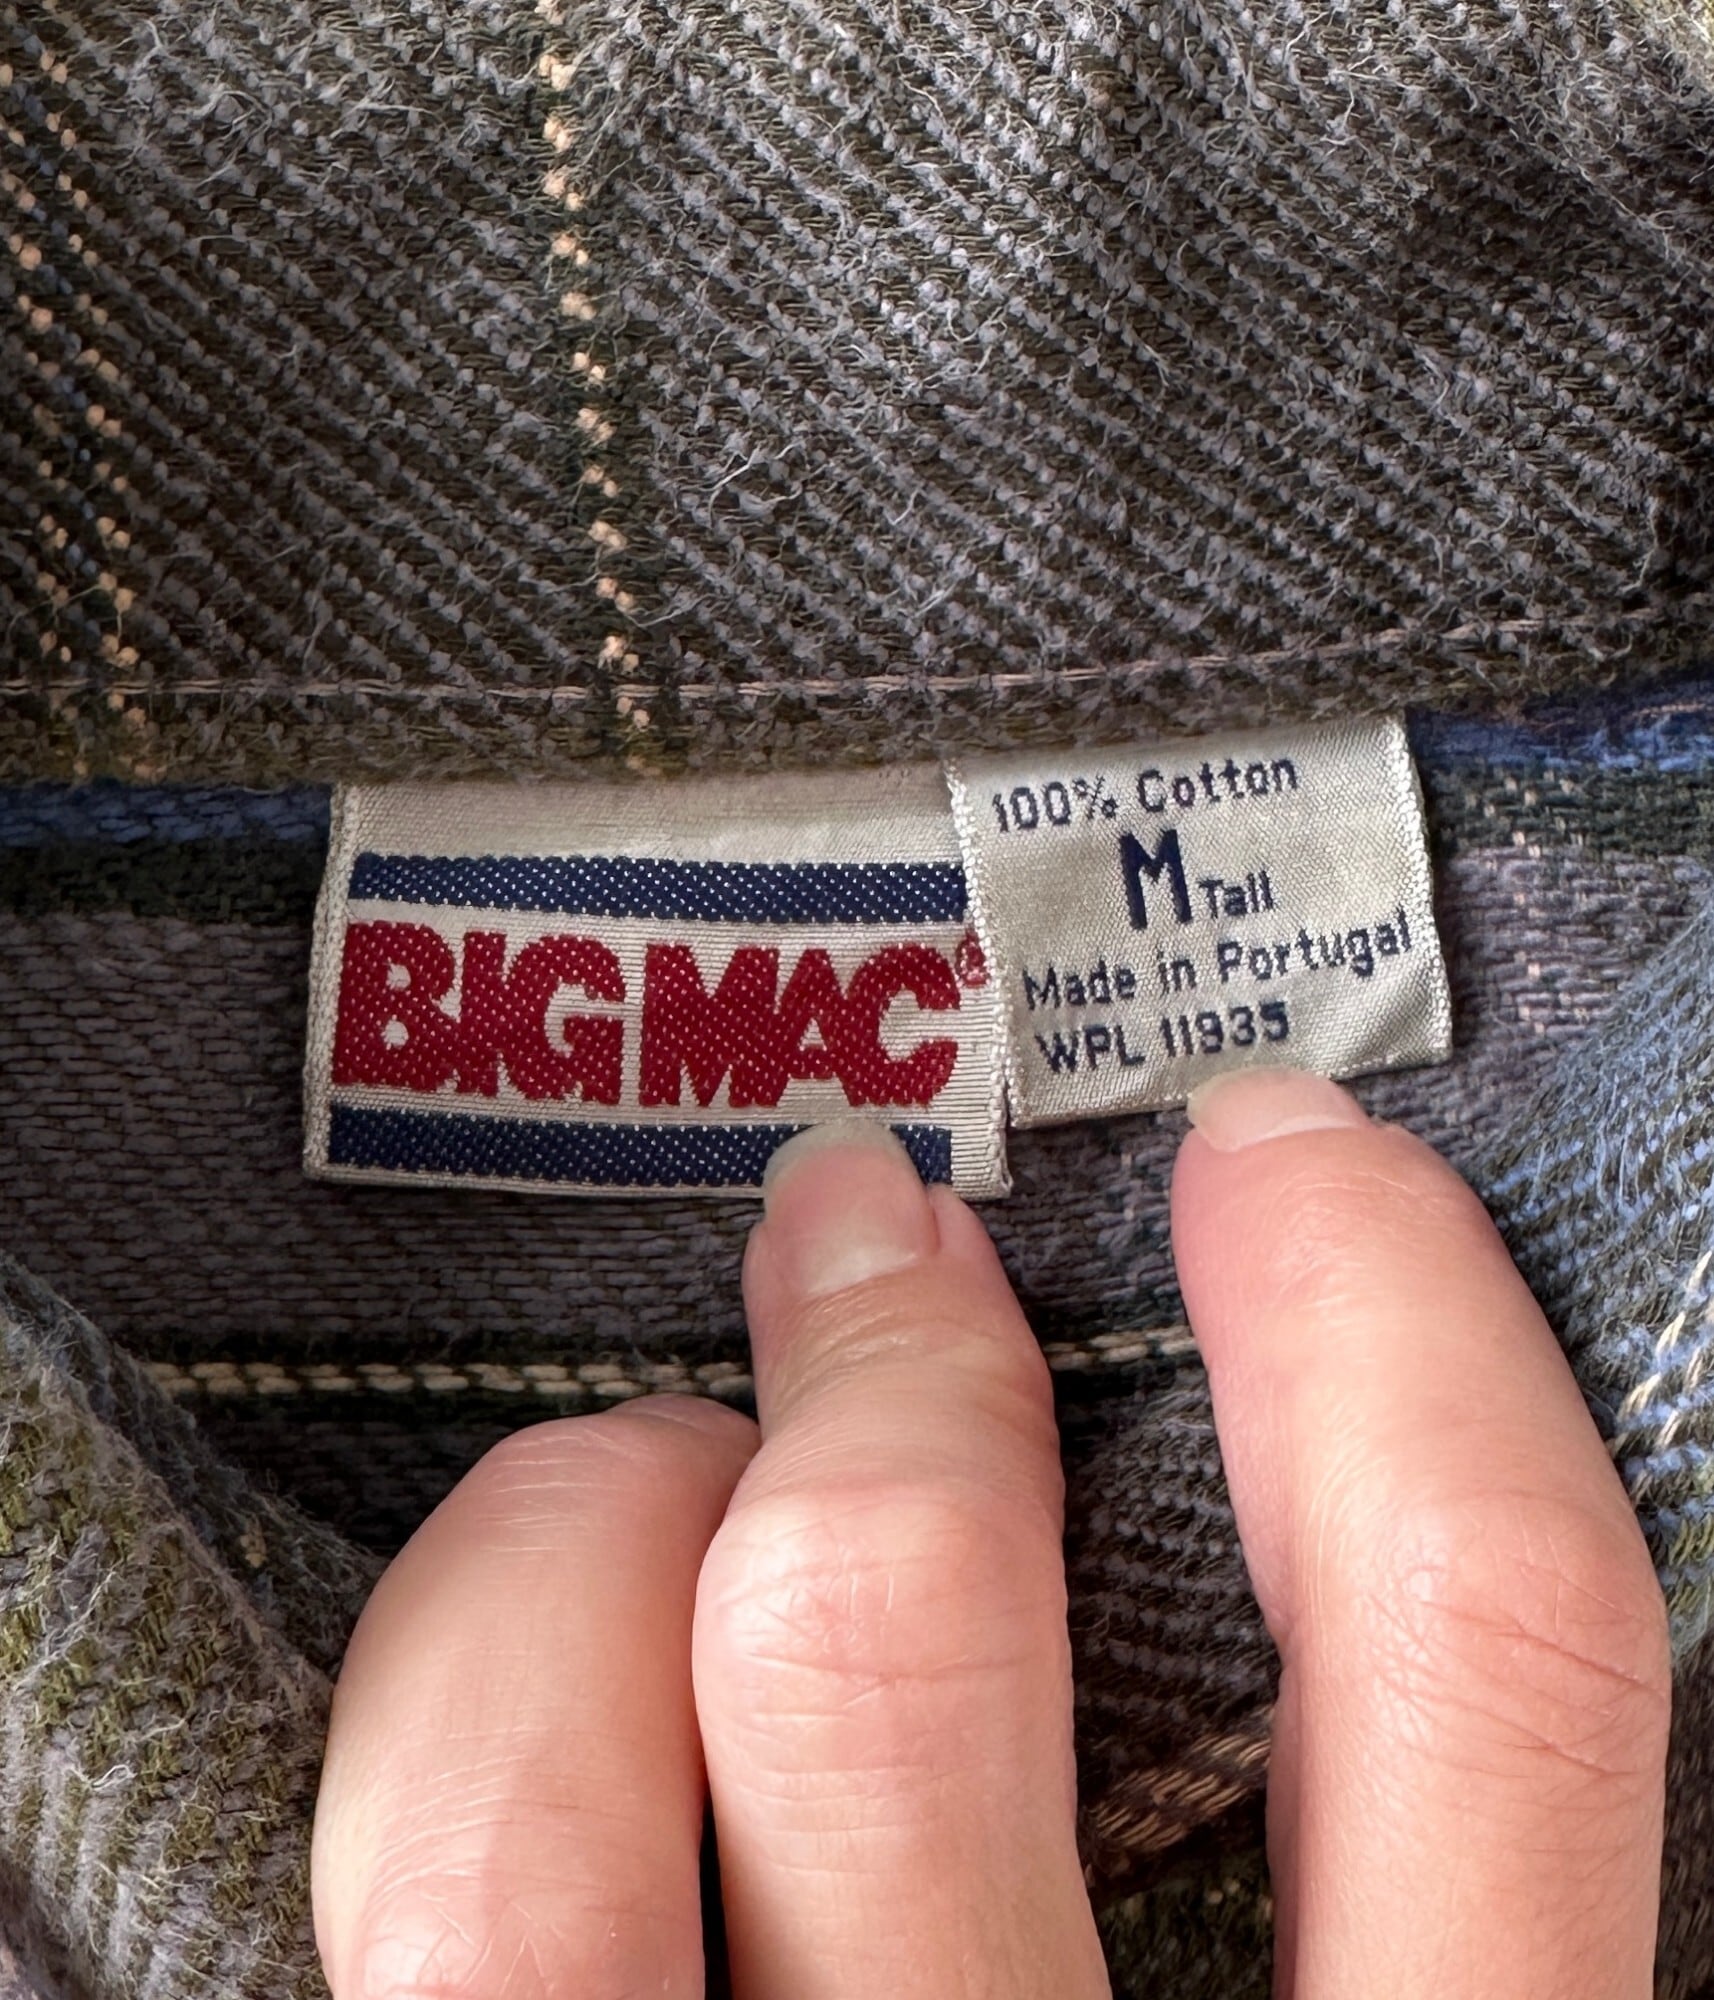 BIG MAC®
100% Cotton
M Tall
Made in Portugal
WPL 11935